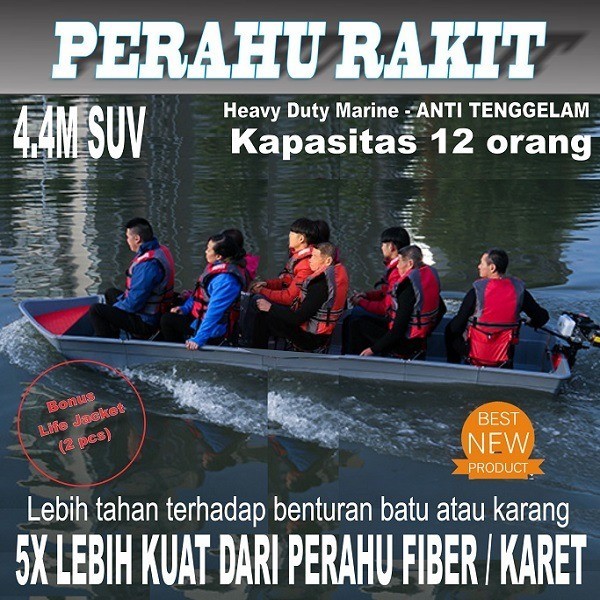 PERAHU RAKIT
4.4M SUV
Heavy Duty Marine - ANTI TENGGELAM
Kapasitas 12 orang
Bonus
Life Jacket
(2 pcs)
BEST
NEW
PRODUCT
Lebih tahan terhadap benturan batu atau karang
5X LEBIH KUAT DARI PERAHU FIBER / KARET